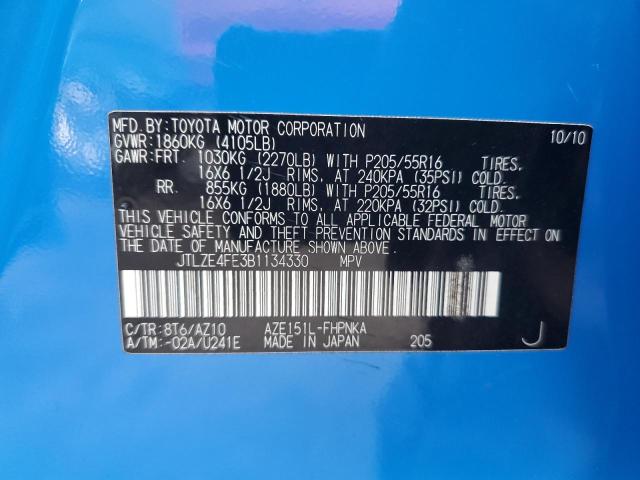 MFD.BY:TOYOTA MOTOR CORPORATION 10/10
GVWR:1860KG (4105LB)
GAWR:FRT. 1030KG (2270LB) WITH P205/55R16 TIRES,
16X6 1/2J RIMS, AT 240KPA (35PSI) COLD.
RR. 855KG (1880LB) WITH P205/55R16 TIRES,
16X6 1/2J RIMS, AT 220KPA (32PSI) COLD.
THIS VEHICLE CONFORMS TO ALL APPLICABLE FEDERAL MOTOR
VEHICLE SAFETY AND THEFT PREVENTION STANDARDS IN EFFECT ON
THE DATE OF MANUFACTURE SHOWN ABOVE.
JTLZE4FE3B1134330 MPV
C/TR:8T6/AZ10 AZE151L-FHPNKA
A/TM:-02A/U241E MADE IN JAPAN 205 J